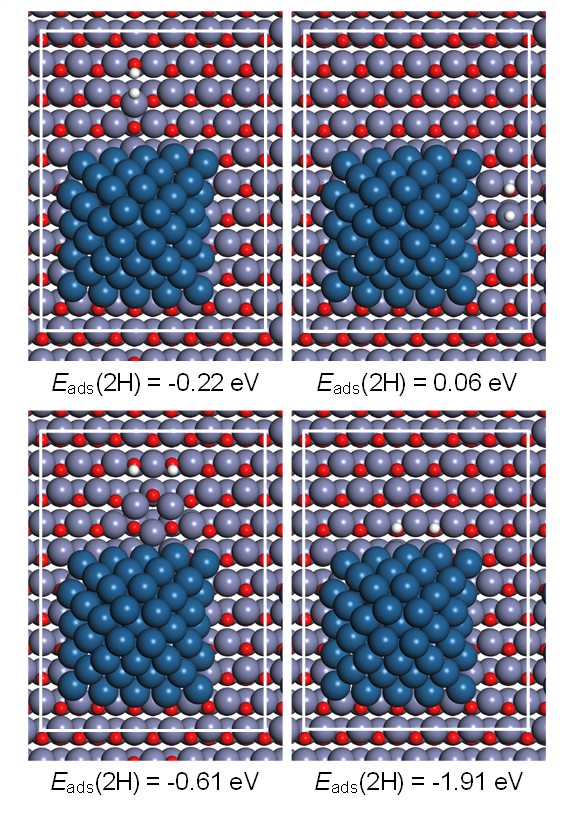 Eads(2H) = -0.22 eV
Eads(2H) = 0.06 eV
Eads(2H) = -0.61 eV
Eads(2H) = -1.91 eV